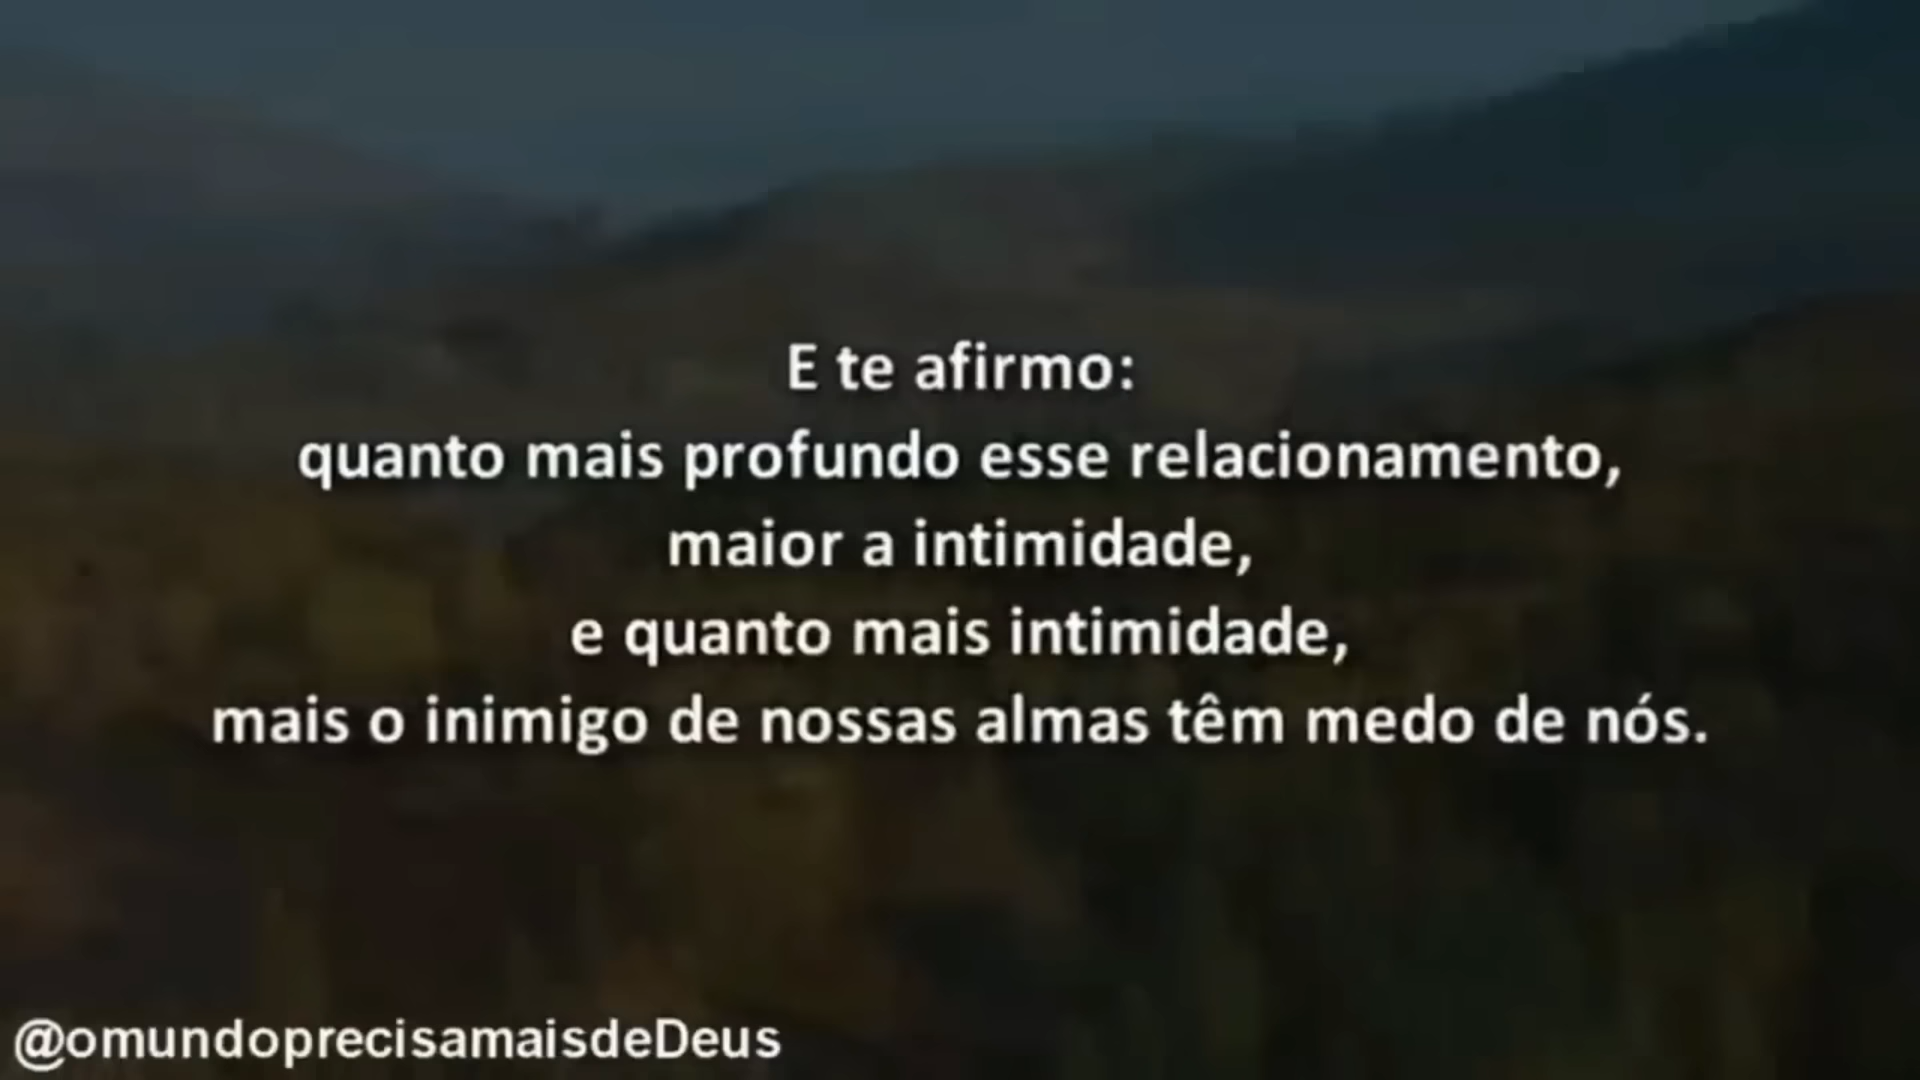 E te afirmo:
quanto mais profundo esse relacionamento,
maior a intimidade,
e quanto mais intimidade,
mais o inimigo de nossas almas têm medo de nós.
@omundoprecisamaisdeDeus